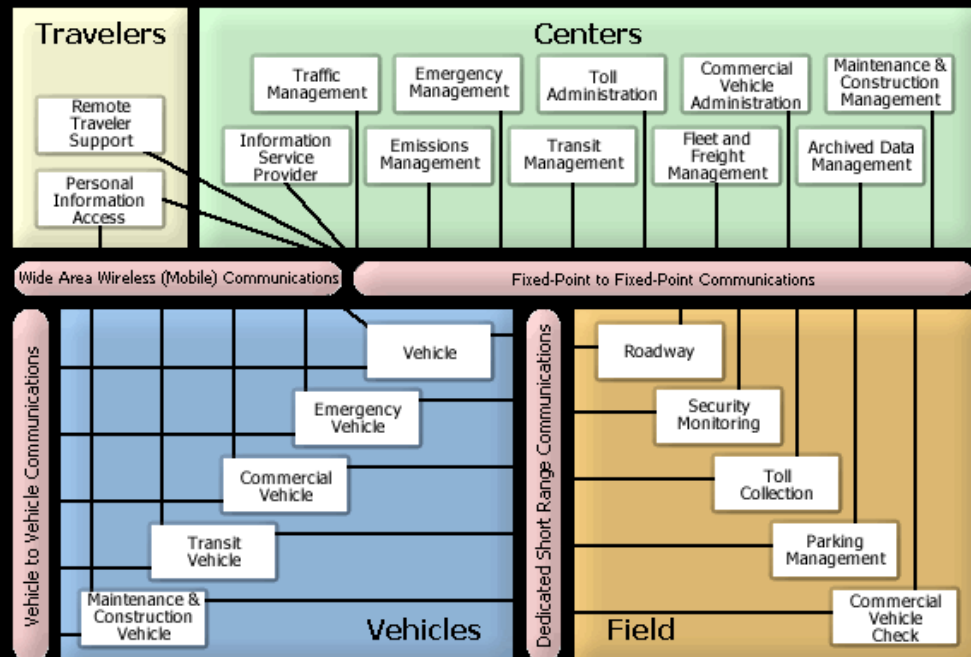 Travelers
Remote
Traveler
Support
Personal
Information
Access
Centers
Traffic
Management
Emergency
Management
Toll
Administration
Commercial
Vehicle
Administration
Maintenance &
Construction
Management
Information
Service
Provider
Emissions
Management
Transit
Management
Fleet and
Freight
Management
Archived Data
Management
Wide Area Wireless (Mobile) Communications
Fixed-Point to Fixed-Point Communications
Vehicle to Vehicle Communications
Vehicle
Emergency
Vehicle
Commercial
Vehicle
Transit
Vehicle
Maintenance &
Construction
Vehicle
Vehicles
Dedicated Short Range Communications
Roadway
Security
Monitoring
Toll
Collection
Parking
Management
Commercial
Vehicle
Check
Field